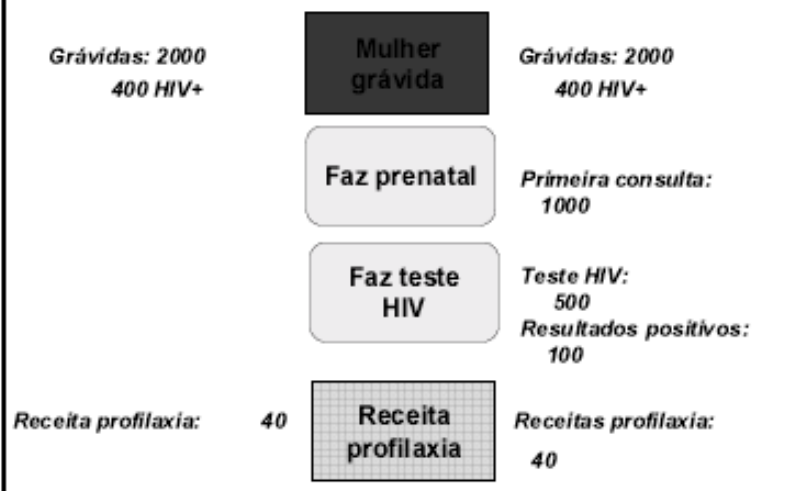 Grávidas: 2000
400 HIV+
Mulher
grávida
Grávidas: 2000
400 HIV+
Faz prenatal
Primeira consulta:
1000
Faz teste
HIV
Teste HIV:
500
Resultados positivos:
100
Receita profilaxia: 40
Receita
profilaxia
Receitas profilaxia:
40